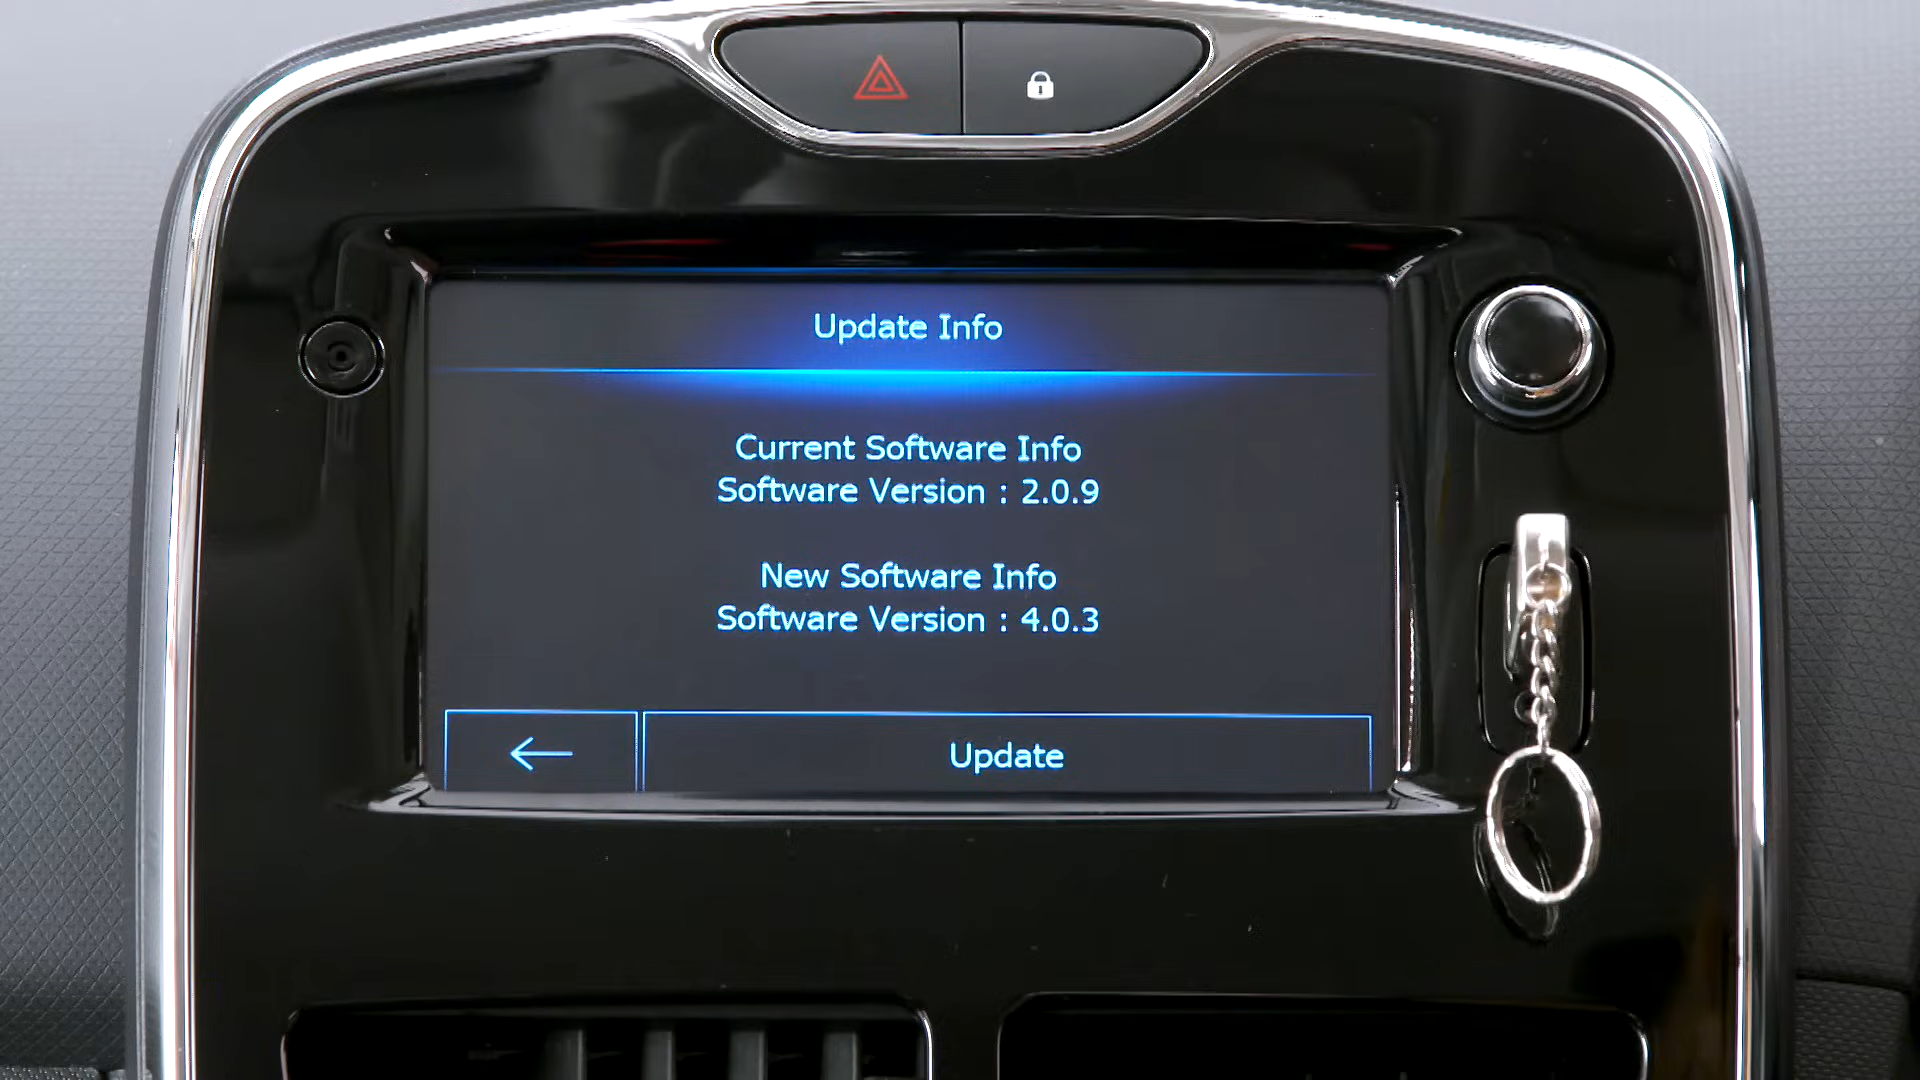 Update Info
Current Software Info
Software Version : 2.0.9
New Software Info
Software Version : 4.0.3
Update